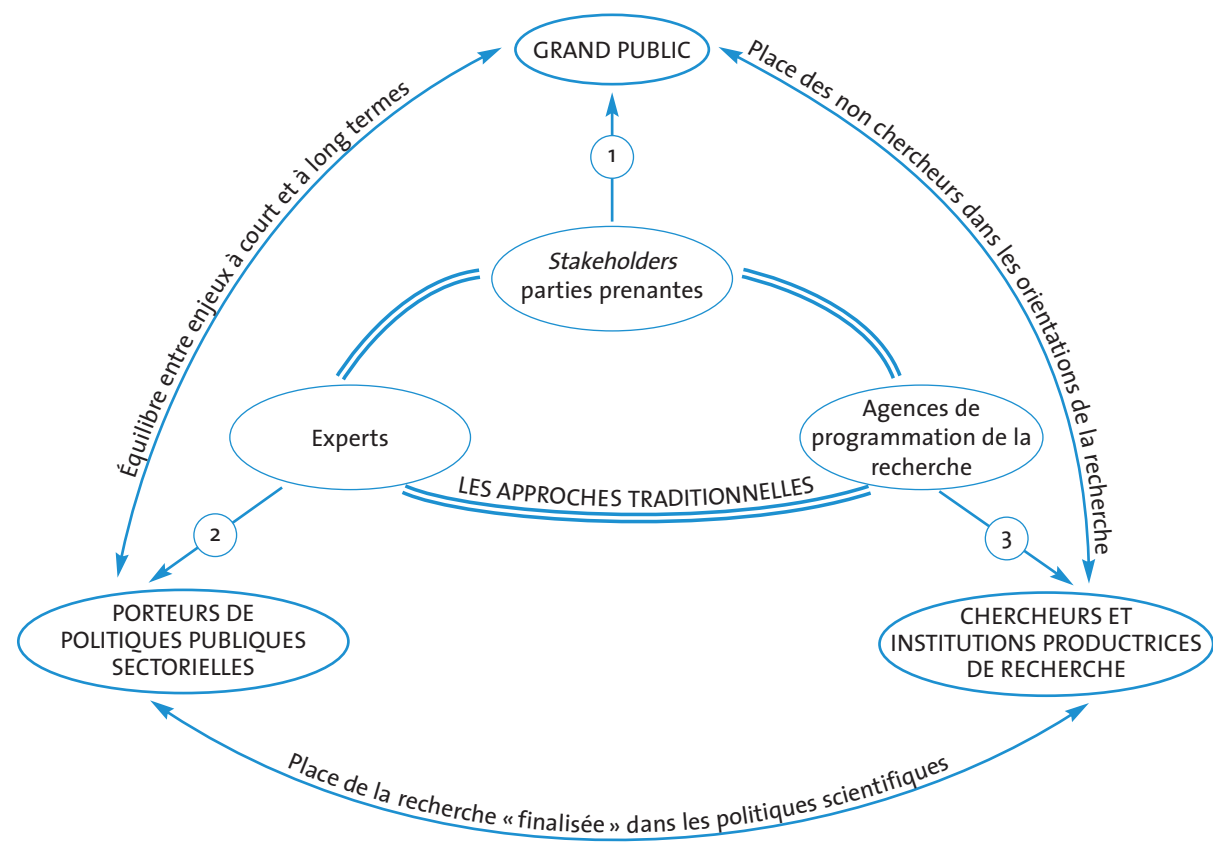 GRAND PUBLIC
Place des non chercheurs dans les orientations de la recherche
Équilibre entre enjeux à court et à long termes
1
Stakeholders
parties prenantes
Experts
Agences de
programmation de la
recherche
LES APPROCHES TRADITIONNELLES
2
3
PORTEURS DE
POLITIQUES PUBLIQUES
SECTORIELLES
CHERCHEURS ET
INSTITUTIONS PRODUCTRICES
DE RECHERCHE
Place de la recherche « finalisée » dans les politiques scientifiques